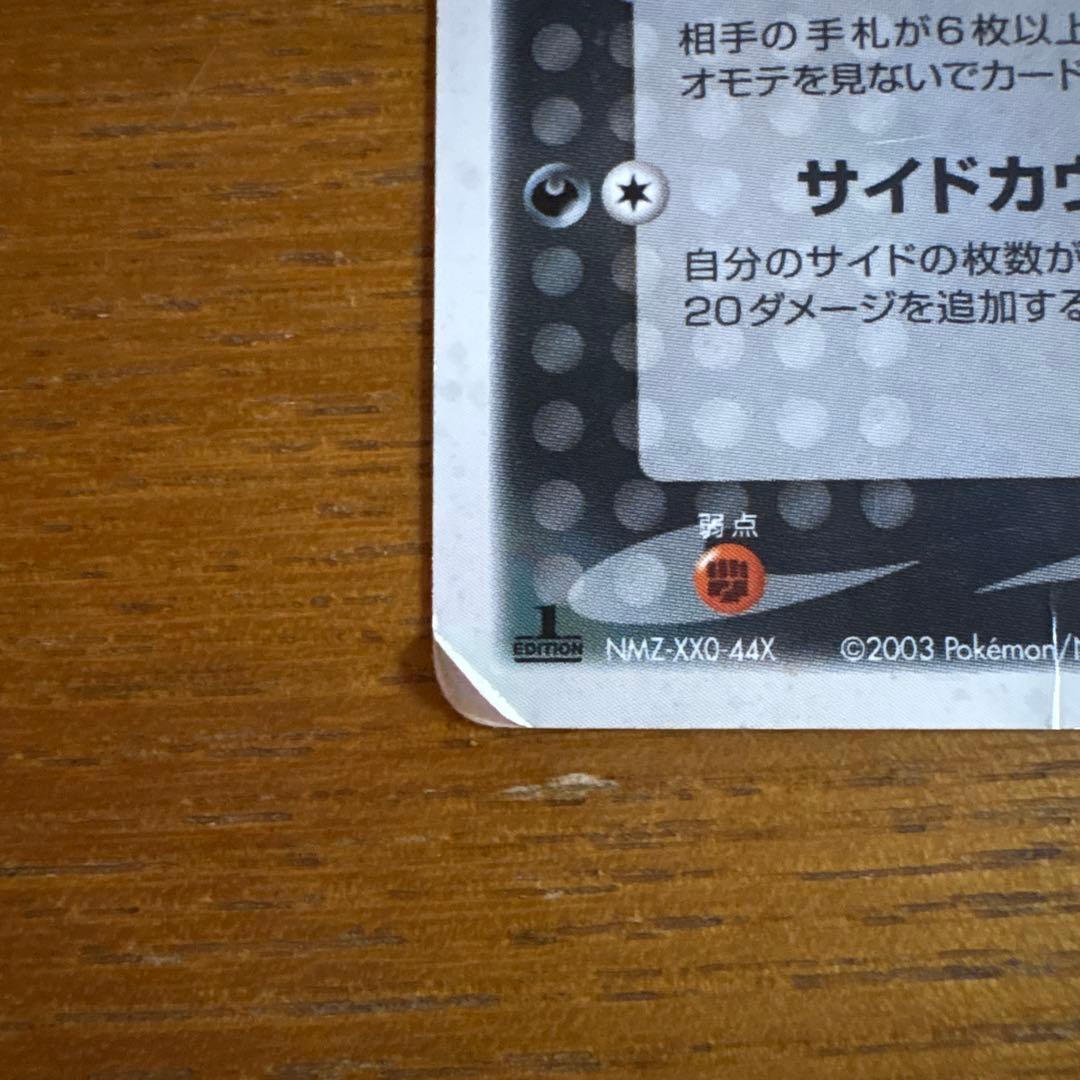 相手の手札が6枚以上
オモテを見ないでカード
サイドカウ
自分のサイドの枚数が
20ダメージを追加する
弱点
1
EDITION
NMZ-XX0-44X
©2003 Pokémon/N